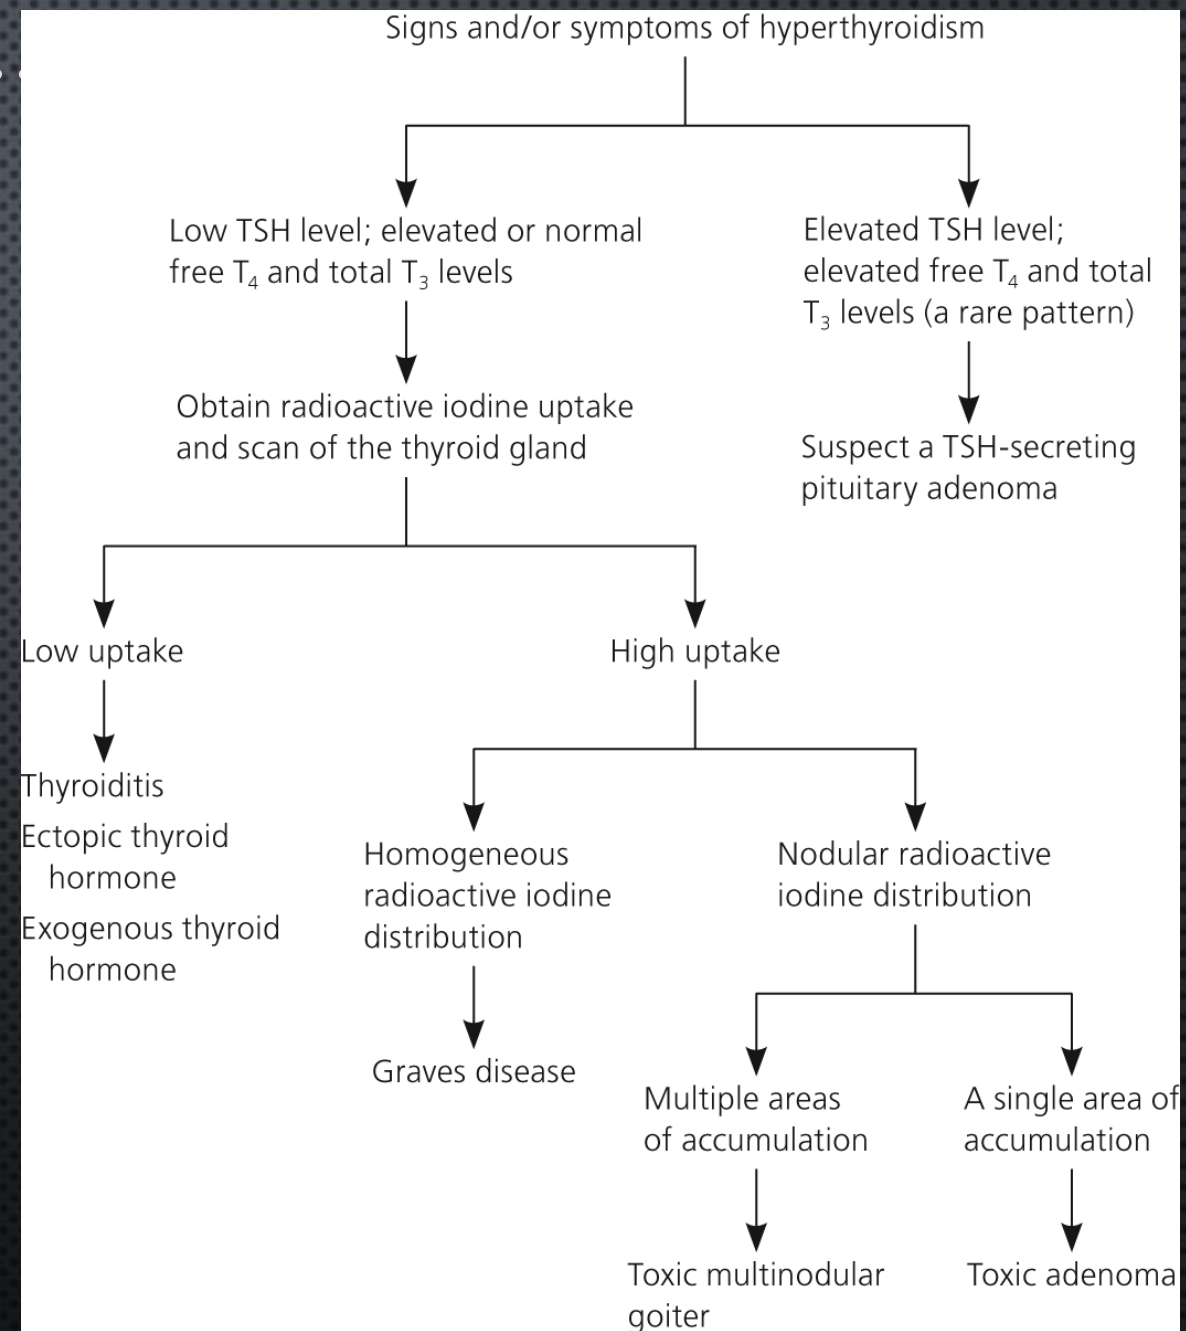 Signs and/or symptoms of hyperthyroidism
Low TSH level; elevated or normal
free T₄ and total T₃ levels
Elevated TSH level;
elevated free T₄ and total
T₃ levels (a rare pattern)
Obtain radioactive iodine uptake
and scan of the thyroid gland
Suspect a TSH-secreting
pituitary adenoma
Low uptake
High uptake
Thyroiditis
Ectopic thyroid
hormone
Exogenous thyroid
hormone
Homogeneous
radioactive iodine
distribution
Nodular radioactive
iodine distribution
Graves disease
Multiple areas
of accumulation
A single area of
accumulation
Toxic multinodular
goiter
Toxic adenoma